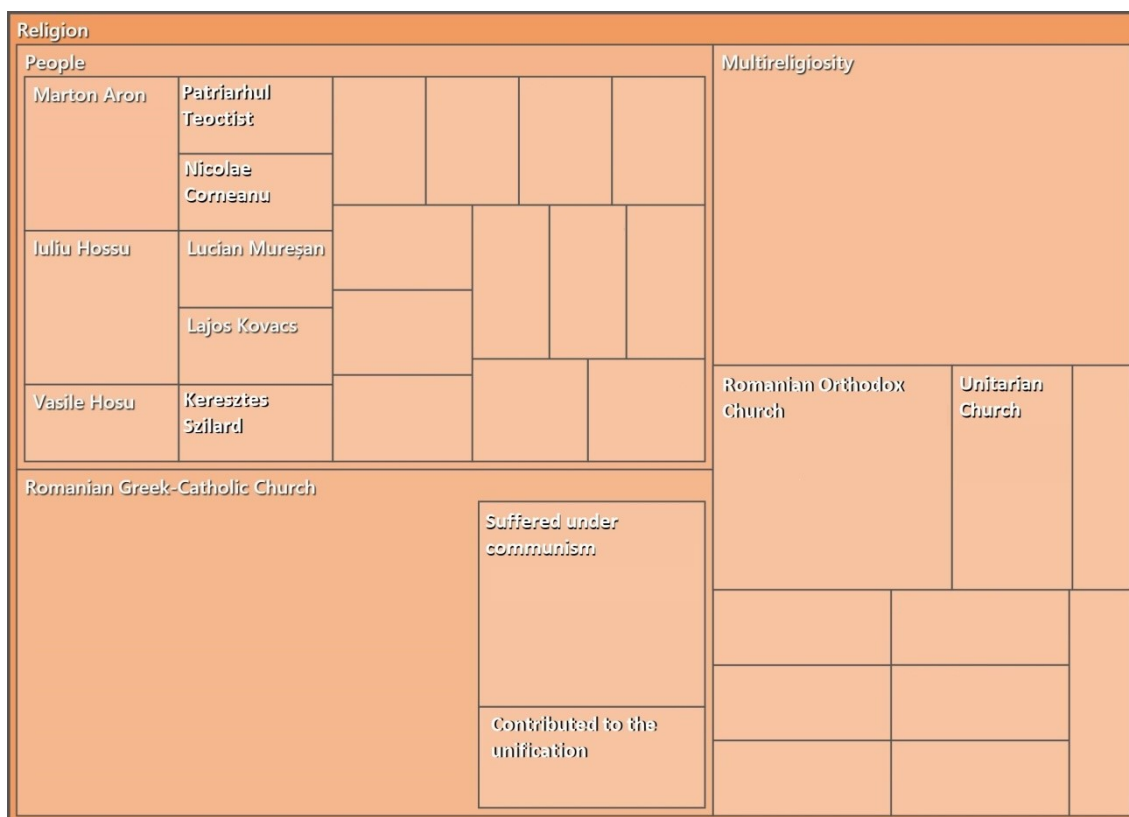 Religion
People
Multireligiosity
Marton Aron
Patriarhul
Teoctist
Nicolae
Corneanu
Iuliu Hossu
Lucian Mureșan
Lajos Kovacs
Vasile Hosu
Keresztes
Szilard
Romanian Orthodox
Church
Unitarian
Church
Romanian Greek-Catholic Church
Suffered under
communism
Contributed to the
unification